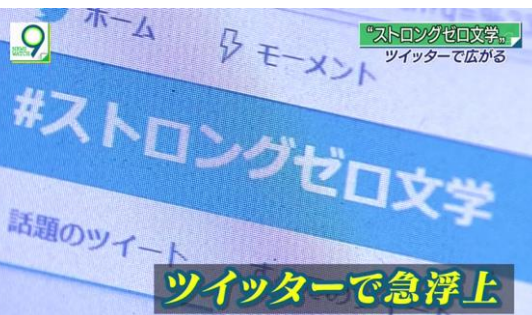 9
ホーム
モーメント
“ストロングゼロ文学”
ツイッターで広がる
#ストロングゼロ文学
話題のツイート
ツイッターで急浮上